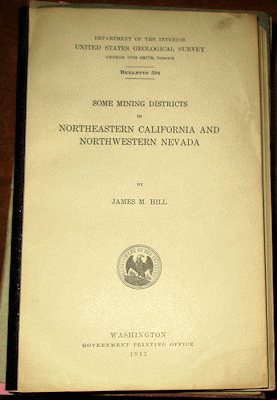 DEPARTMENT OF THE INTERIOR
UNITED STATES GEOLOGICAL SURVEY
GEORGE OTIS SMITH, DIRECTOR
BULLETIN 594
SOME MINING DISTRICTS
IN
NORTHEASTERN CALIFORNIA AND
NORTHWESTERN NEVADA
BY
JAMES M. HILL
WASHINGTON
GOVERNMENT PRINTING OFFICE
1915